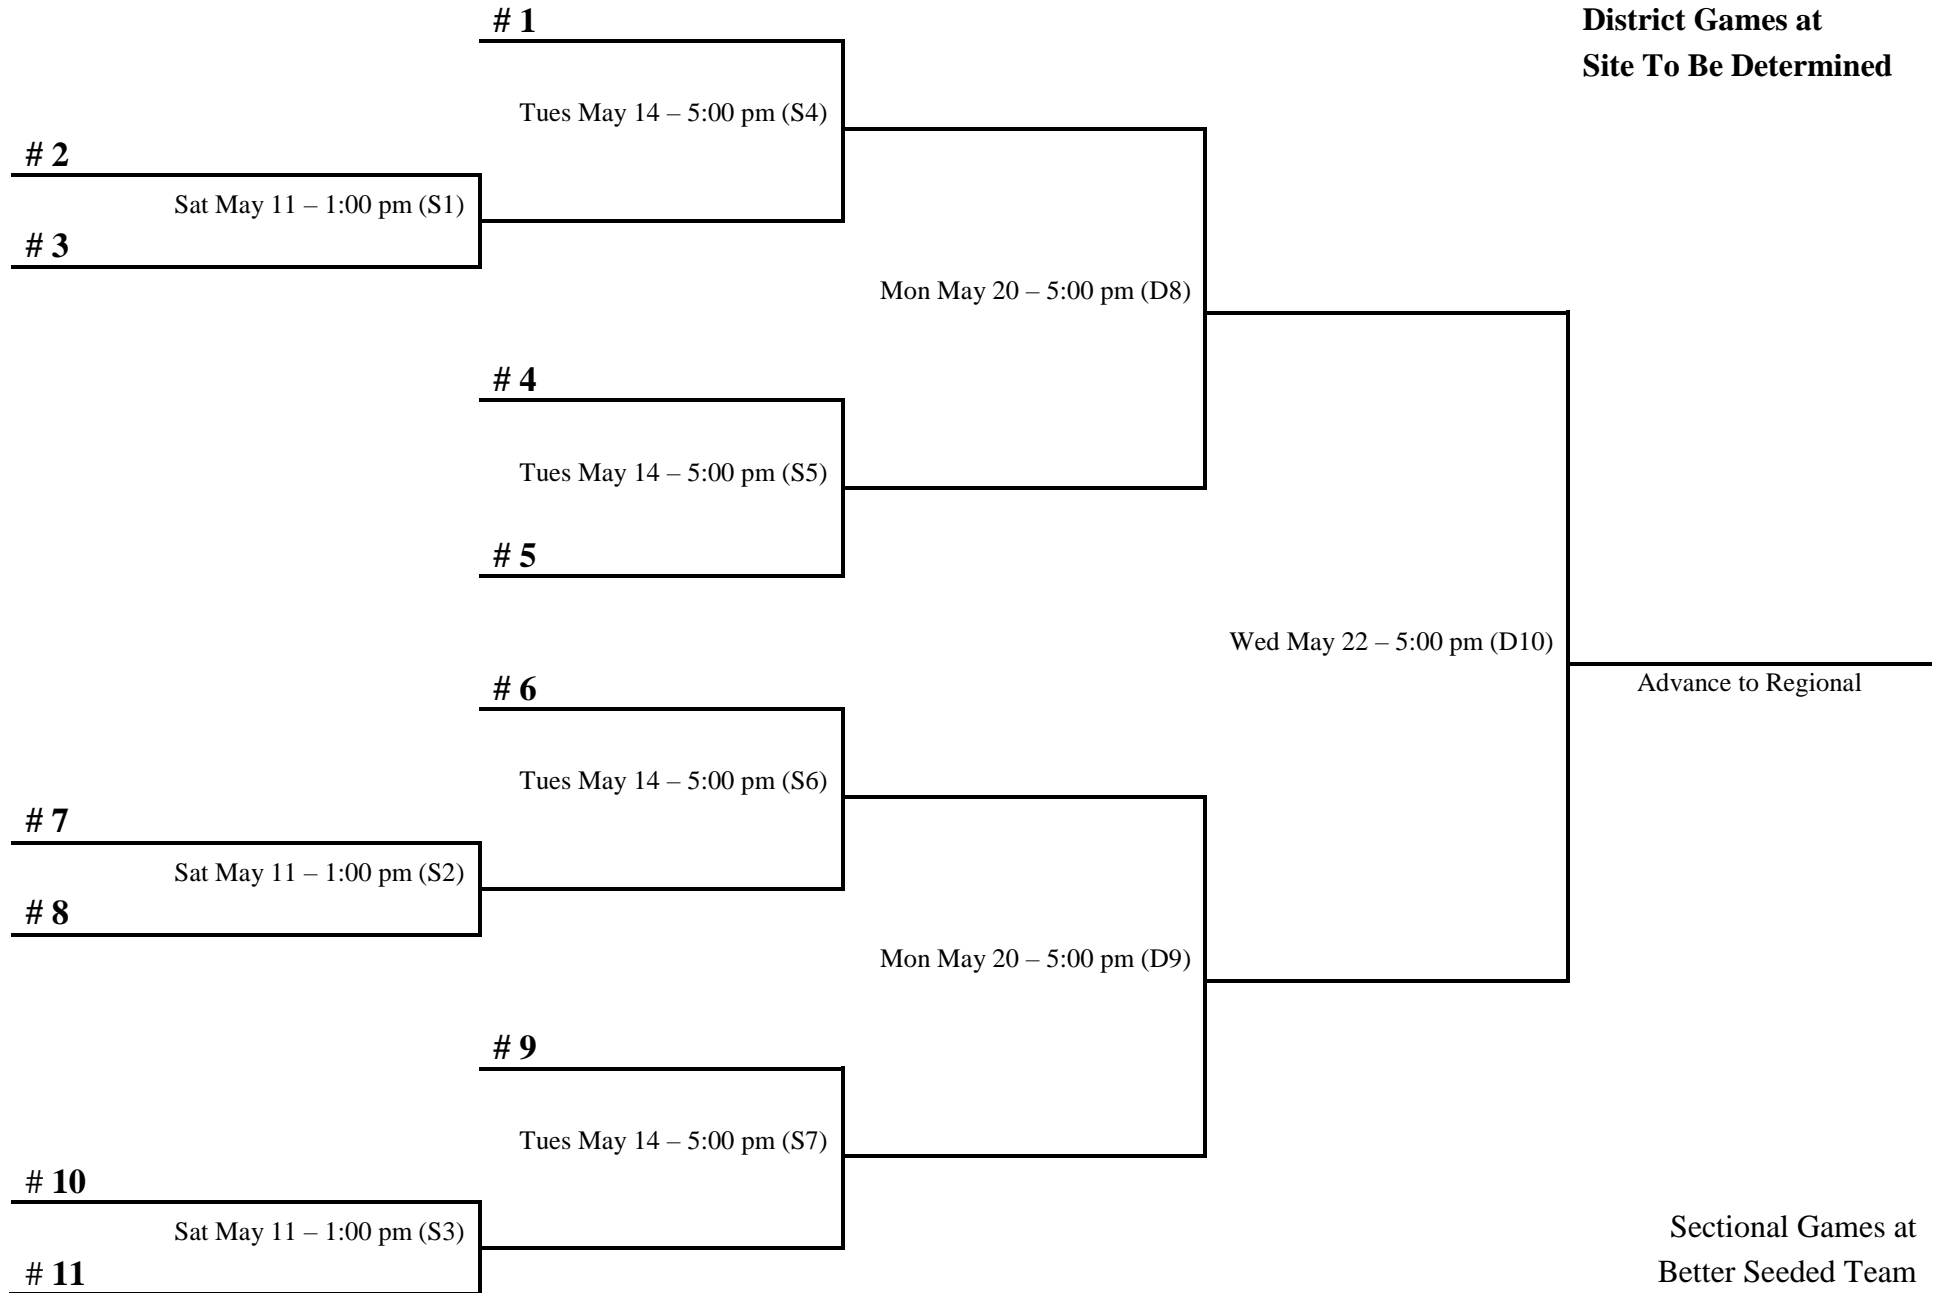 # 1
District Games at
Site To Be Determined
Tues May 14 – 5:00 pm (S4)
# 2
Sat May 11 – 1:00 pm (S1)
# 3
Mon May 20 – 5:00 pm (D8)
# 4
Tues May 14 – 5:00 pm (S5)
# 5
Wed May 22 – 5:00 pm (D10)
Advance to Regional
# 6
Tues May 14 – 5:00 pm (S6)
# 7
Sat May 11 – 1:00 pm (S2)
# 8
Mon May 20 – 5:00 pm (D9)
# 9
Tues May 14 – 5:00 pm (S7)
# 10
Sat May 11 – 1:00 pm (S3)
# 11
Sectional Games at
Better Seeded Team